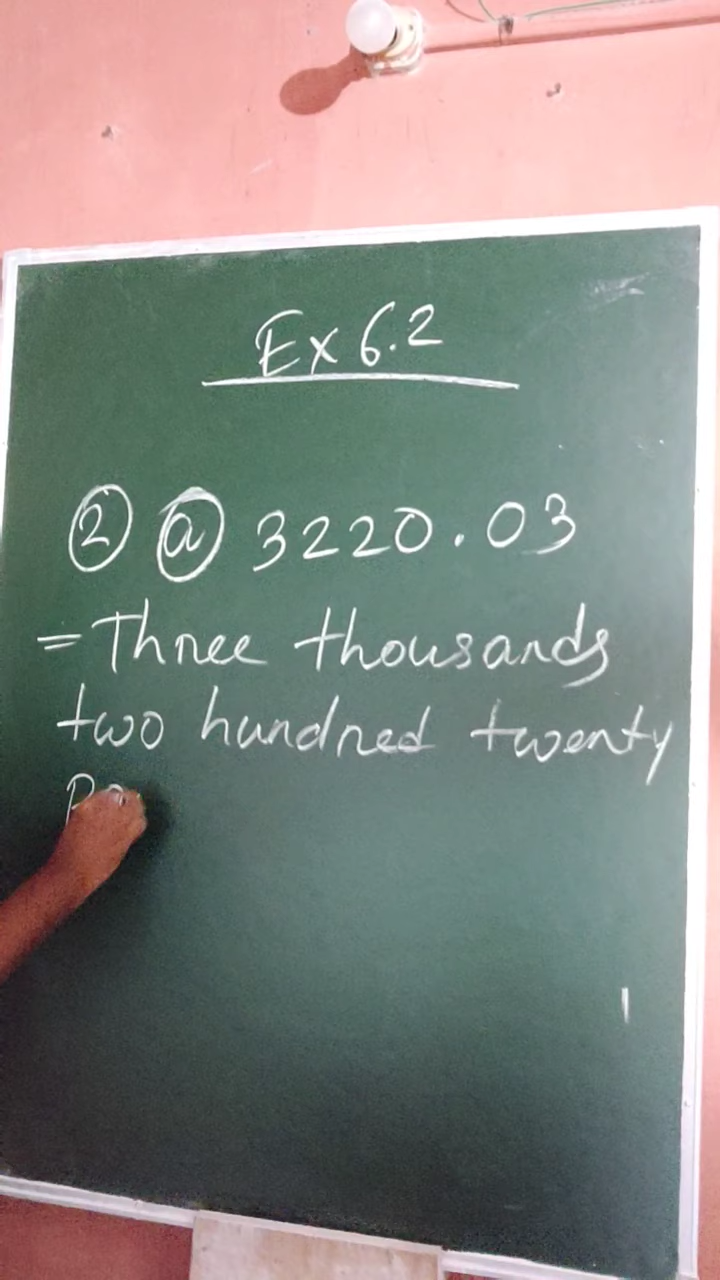 Ex 6.2
② ⓐ 3220.03
= Three thousands
two hundred twenty